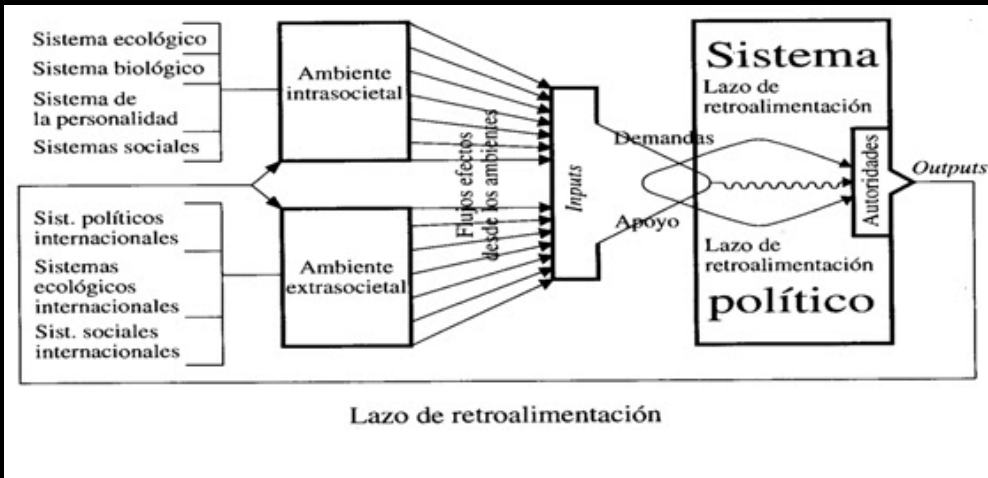 Sistema ecológico
Sistema biológico
Sistema de
la personalidad
Sistemas sociales
Ambiente
intrasocietal
Sist. políticos
internacionales
Sistemas
ecológicos
internacionales
Sist. sociales
internacionales
Ambiente
extrasocietal
Flujos efectos
desde los ambientes
Inputs
Demandas
Apoyo
Sistema
Lazo de
retroalimentación
Lazo de
retroalimentación
político
Autoridades
Outputs
Lazo de retroalimentación